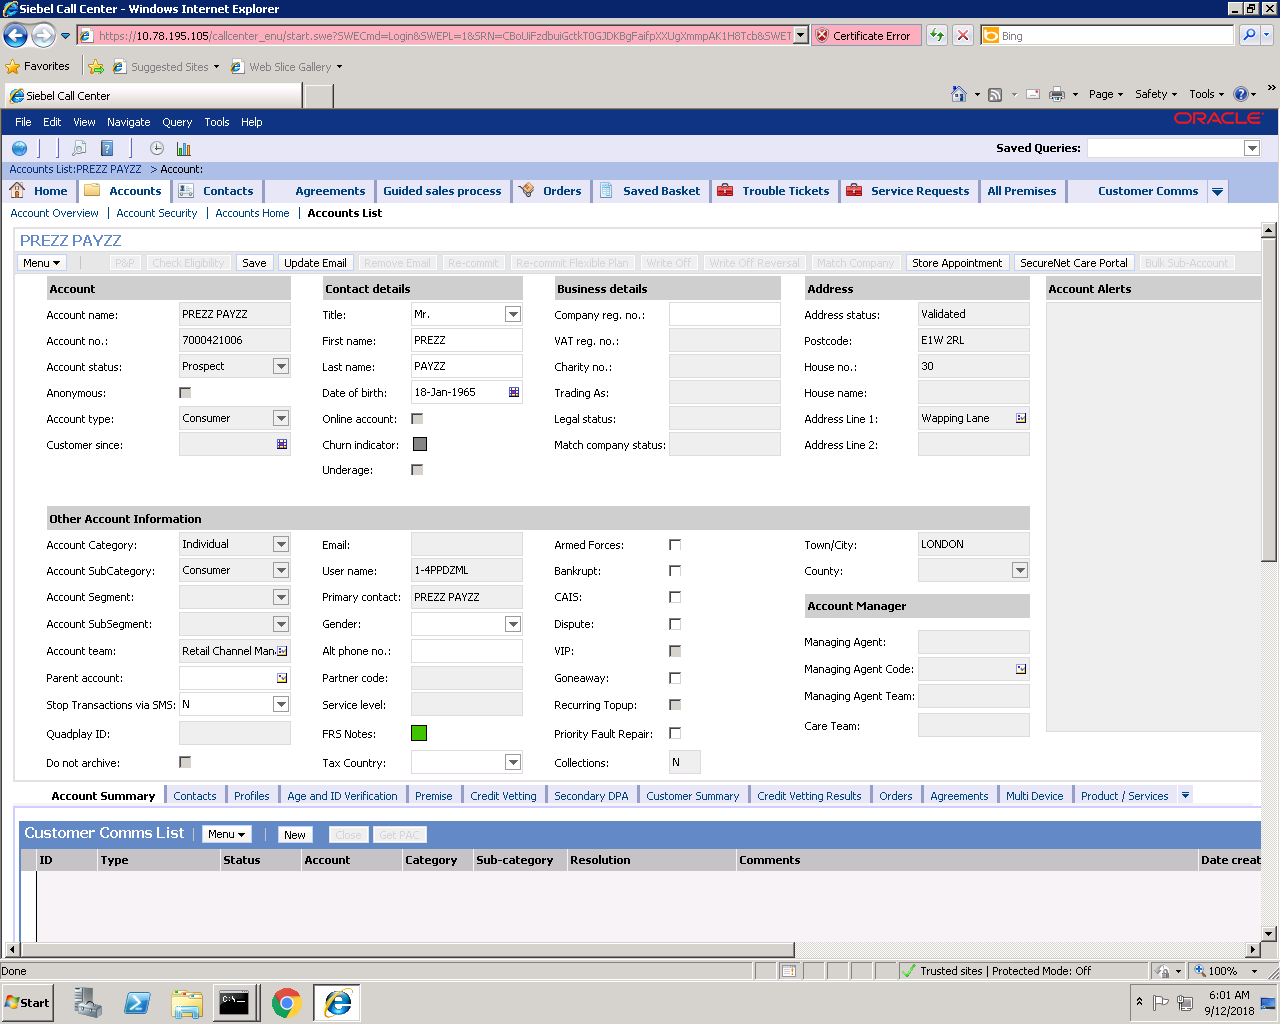 Siebel Call Center - Windows Internet Explorer
https://10.78.195.105/callcenter_enu/start.swe?SWECmd=Login&SWEPL=1&SRN=
Certificate Error
Bing
Favorites
Suggested Sites
Web Slice Gallery
Siebel Call Center
Page
Safety
Tools
File Edit View Navigate Query Tools Help
ORACLE
Saved Queries:
Accounts List:PREZZ PAYZZ > Account:
Home
Accounts
Contacts
Agreements
Guided sales process
Orders
Saved Basket
Trouble Tickets
Service Requests
All Premises
Customer Comms
Account Overview | Account Security | Accounts Home | Accounts List
PREZZ PAYZZ
Menu
P&P
Check Eligibility
Save
Update Email
Remove Email
Re-commit
Re-commit Flexible Plan
Write Off
Write Off Reversal
Match Company
Store Appointment
SecureNet Care Portal
Bulk Sub-Account
Account
Account name: PREZZ PAYZZ
Account no.: 7000421006
Account status: Prospect
Anonymous:
Account type: Consumer
Customer since:
Contact details
Title: Mr.
First name: PREZZ
Last name: PAYZZ
Date of birth: 18-Jan-1965
Online account:
Churn indicator:
Underage:
Business details
Company reg. no.:
VAT reg. no.:
Charity no.:
Trading As:
Legal status:
Match company status:
Address
Address status: Validated
Postcode: E1W 2RL
House no.: 30
House name:
Address Line 1: Wapping Lane
Address Line 2:
Account Alerts
Other Account Information
Account Category: Individual
Account SubCategory: Consumer
Account Segment:
Account SubSegment:
Account team: Retail Channel Man
Parent account:
Stop Transactions via SMS: N
Quadplay ID:
Do not archive:
Email:
User name: 1-4PPDZML
Primary contact: PREZZ PAYZZ
Gender:
Alt phone no.:
Partner code:
Service level:
FRS Notes:
Tax Country:
Armed Forces:
Bankrupt:
CAIS:
Dispute:
VIP:
Goneaway:
Recurring Topup:
Priority Fault Repair:
Collections: N
Town/City: LONDON
County:
Account Manager
Managing Agent:
Managing Agent Code:
Managing Agent Team:
Care Team:
Account Summary
Contacts
Profiles
Age and ID Verification
Premise
Credit Vetting
Secondary DPA
Customer Summary
Credit Vetting Results
Orders
Agreements
Multi Device
Product / Services
Customer Comms List
Menu
New
Close
Get PAC
ID Type Status Account Category Sub-category Resolution Comments Date creat
Done
Trusted sites | Protected Mode: Off
100%
Start
C:\.
6:01 AM
9/12/2018